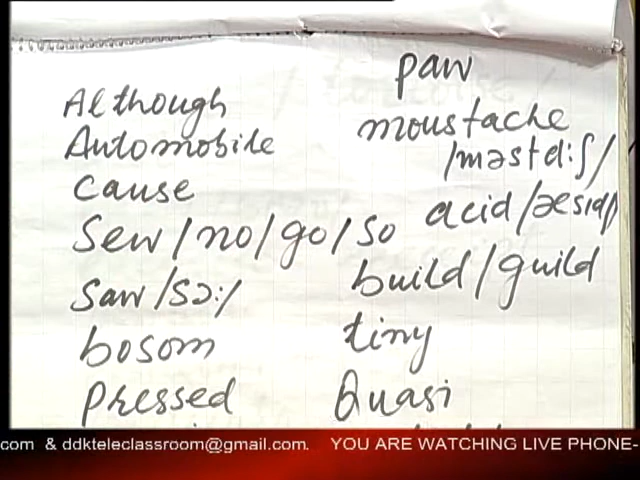 Although
Automobile
Cause
Sew/no/go/so
Saw/sɔ:/
bosom
pressed
paw
moustache
/məstɑ:ʃ/
acid/æsid/
build/guild
tiny
Quasi
com & ddkteleclassroom@gmail.com. YOU ARE WATCHING LIVE PHONE-